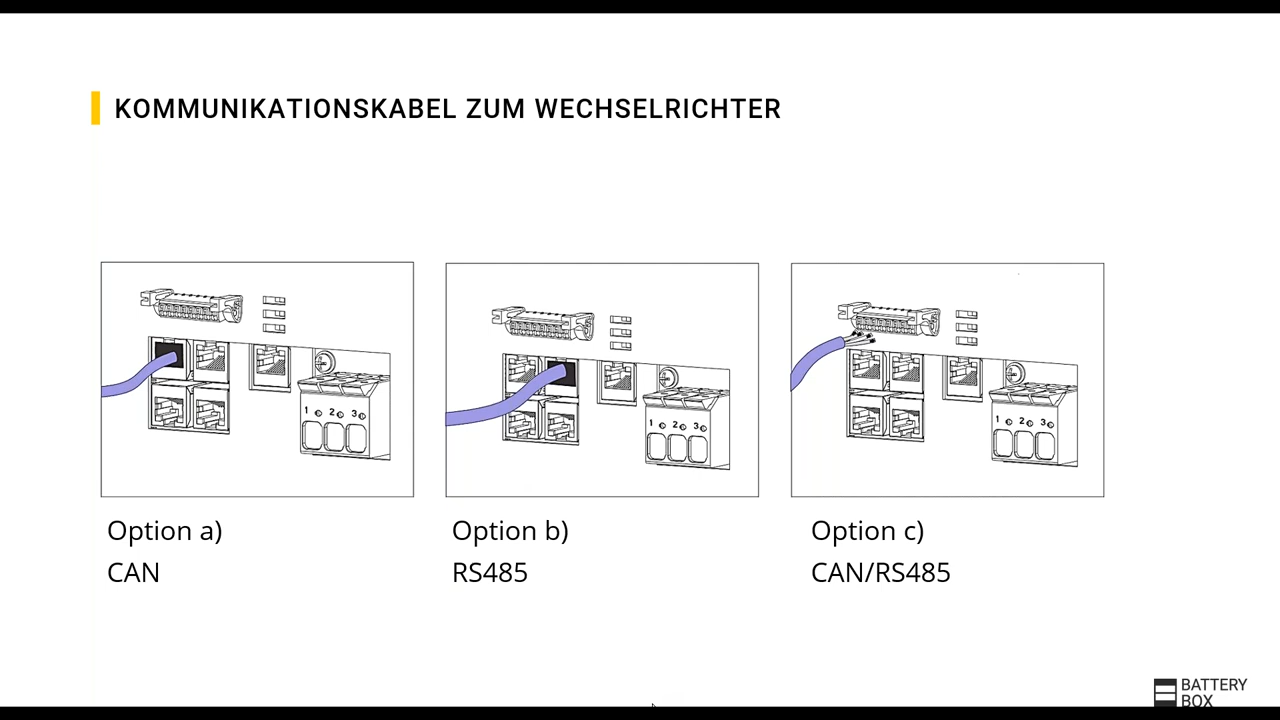 KOMMUNIKATIONSKABEL ZUM WECHSELRICHTER
1 2 3
1 2 3
1 2 3
Option a)
CAN
Option b)
RS485
Option c)
CAN/RS485
BATTERY
BOX